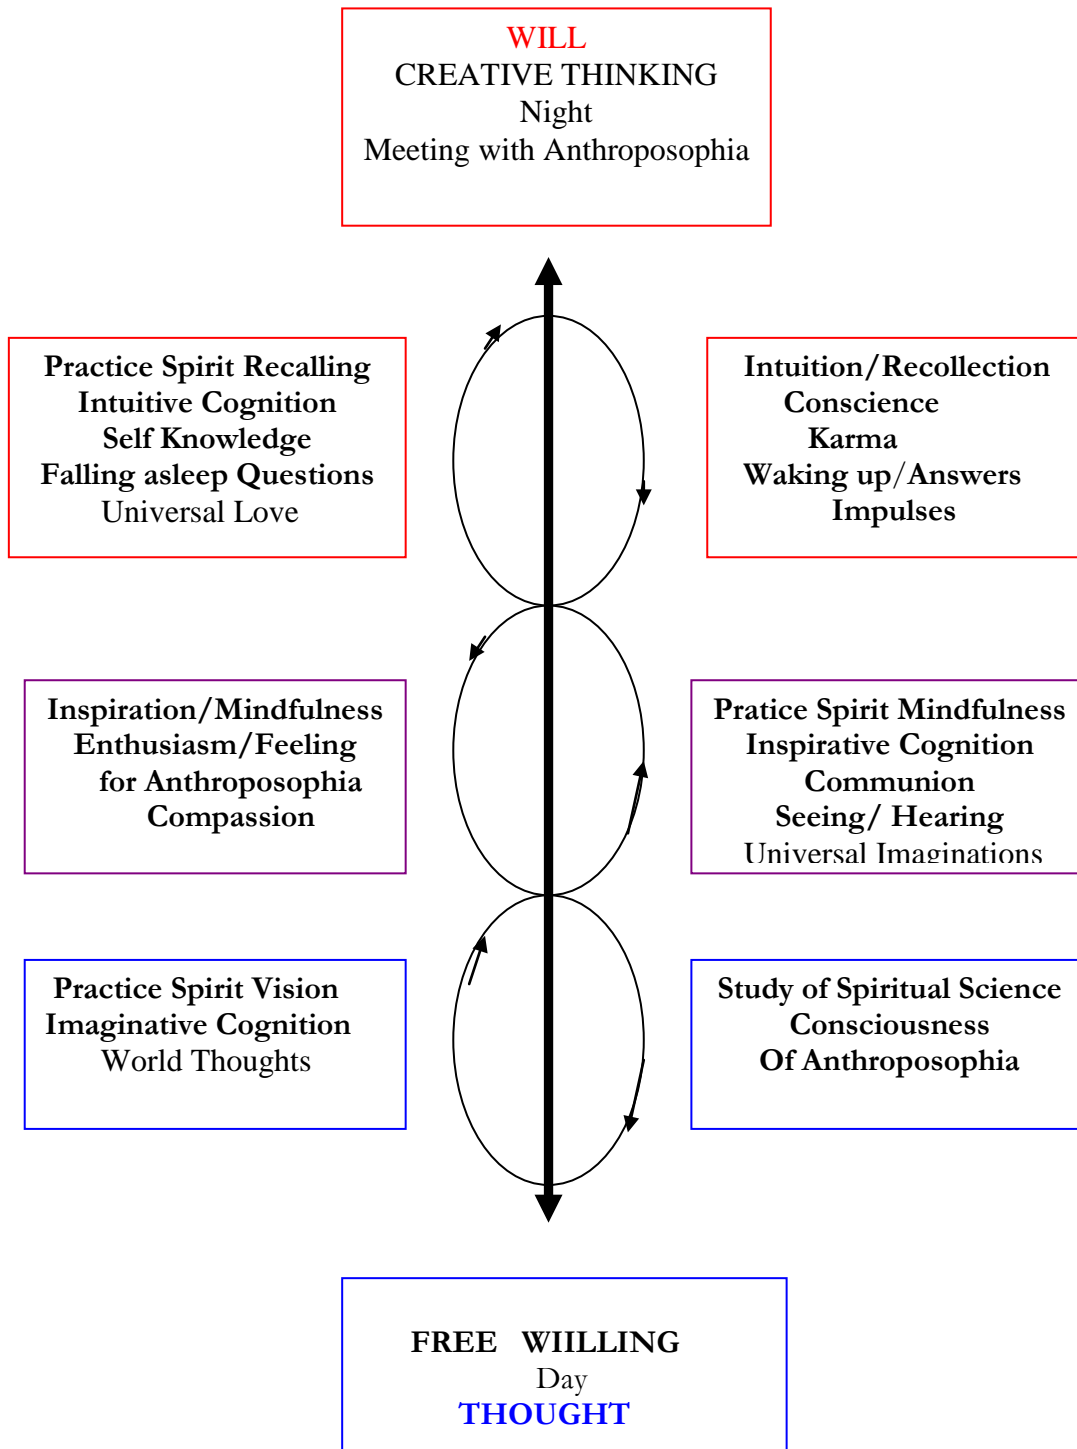 WILL
CREATIVE THINKING
Night
Meeting with Anthroposophia
Practice Spirit Recalling
Intuitive Cognition
Self Knowledge
Falling asleep Questions
Universal Love
Intuition/Recollection
Conscience
Karma
Waking up/Answers
Impulses
Inspiration/Mindfulness
Enthusiasm/Feeling
for Anthroposophia
Compassion
Pratice Spirit Mindfulness
Inspirative Cognition
Communion
Seeing/ Hearing
Universal Imaginations
Practice Spirit Vision
Imaginative Cognition
World Thoughts
Study of Spiritual Science
Consciousness
Of Anthroposophia
FREE WIILLING
Day
THOUGHT